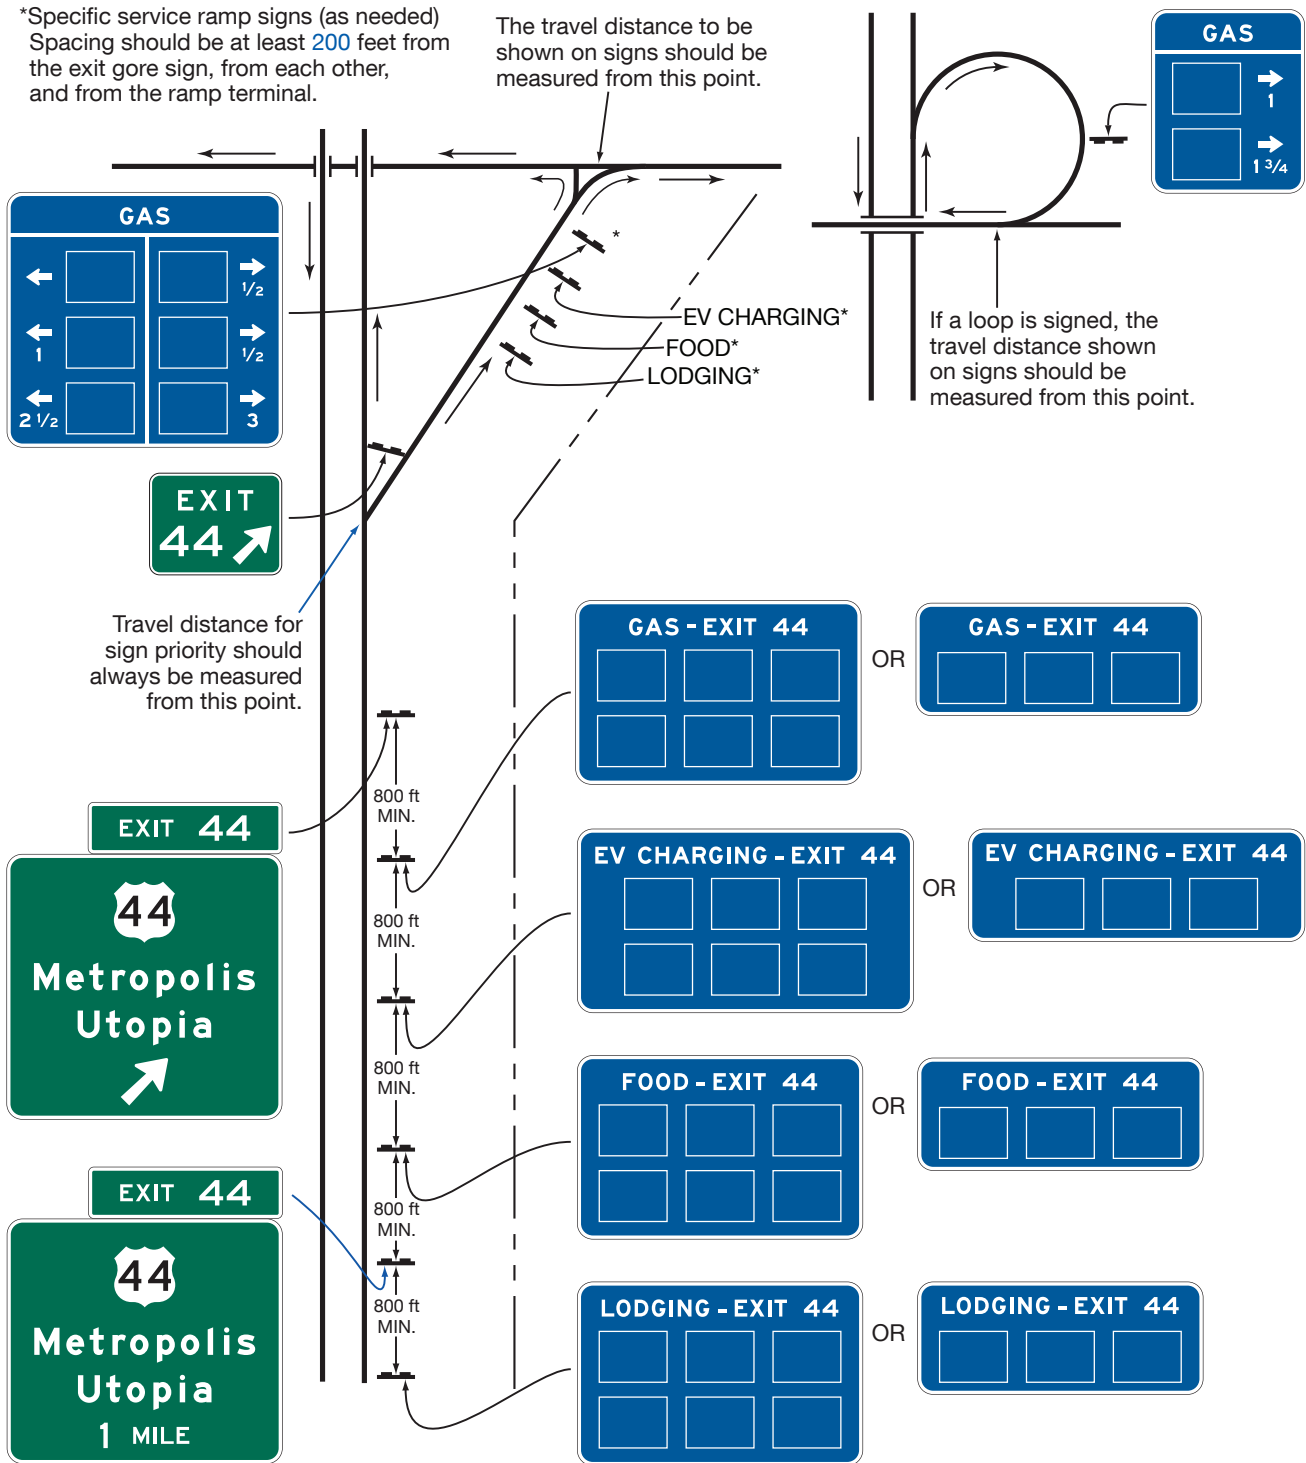 *Specific service ramp signs (as needed)
Spacing should be at least 200 feet from
the exit gore sign, from each other,
and from the ramp terminal.
The travel distance to be
shown on signs should be
measured from this point.
GAS
1
1 3/4
GAS
1/2
1
1/2
2 1/2
3
EV CHARGING*
FOOD*
LODGING*
*
If a loop is signed, the
travel distance shown
on signs should be
measured from this point.
EXIT
44
Travel distance for
sign priority should
always be measured
from this point.
GAS - EXIT 44
OR
GAS - EXIT 44
800 ft
MIN.
EXIT 44
44
Metropolis
Utopia
EV CHARGING - EXIT 44
OR
EV CHARGING - EXIT 44
800 ft
MIN.
800 ft
MIN.
FOOD - EXIT 44
OR
FOOD - EXIT 44
EXIT 44
44
Metropolis
Utopia
1 MILE
800 ft
MIN.
800 ft
MIN.
LODGING - EXIT 44
OR
LODGING - EXIT 44